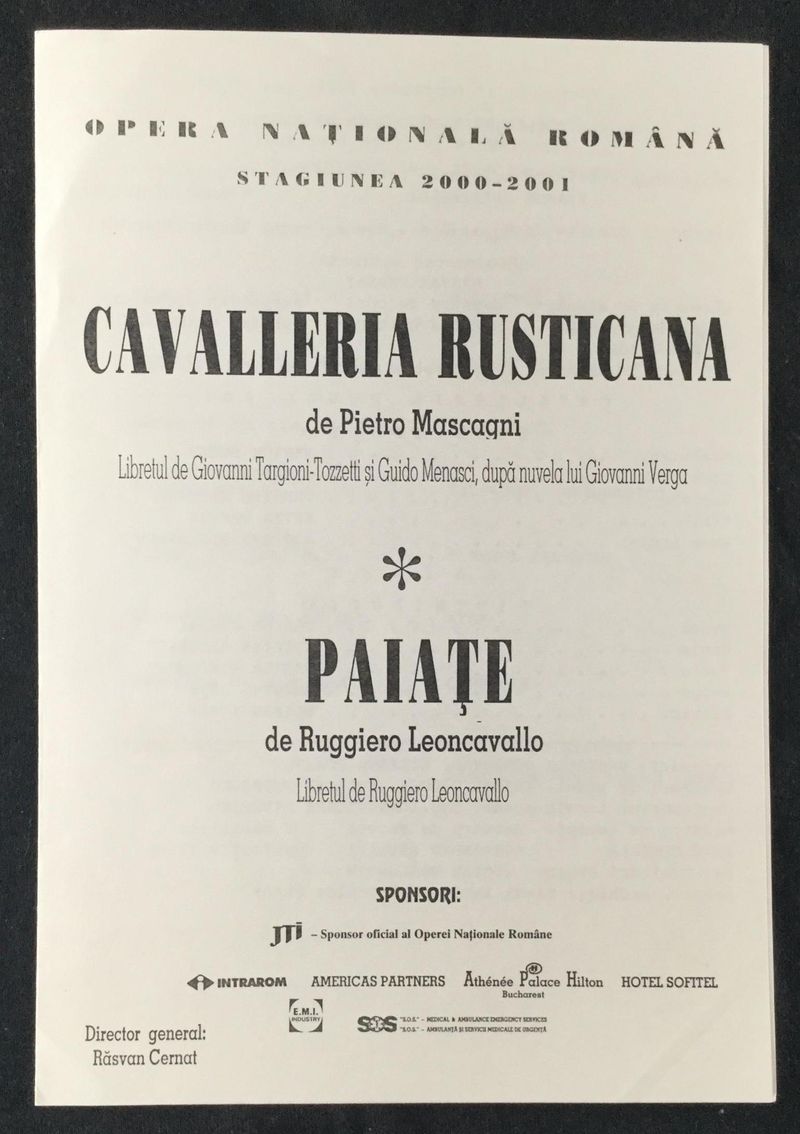 OPERA NAȚIONALĂ ROMÂNĂ
STAGIUNEA 2000-2001
CAVALLERIA RUSTICANA
de Pietro Mascagni
Libretul de Giovanni Targioni-Tozzetti și Guido Menasci, după nuvela lui Giovanni Verga
*
PAIAȚE
de Ruggiero Leoncavallo
Libretul de Ruggiero Leoncavallo
SPONSORI:
JTI – Sponsor oficial al Operei Naționale Române
INTRAROM AMERICAS PARTNERS Athénée Palace Hilton HOTEL SOFITEL
Bucharest
E.M.I.
INDUSTRY
SOS "S.O.S." – MEDICAL & AMBULANCE EMERGENCY SERVICES
"S.O.S." – AMBULANȚĂ ȘI SERVICII MEDICALE DE URGENȚĂ
Director general:
Răsvan Cernat